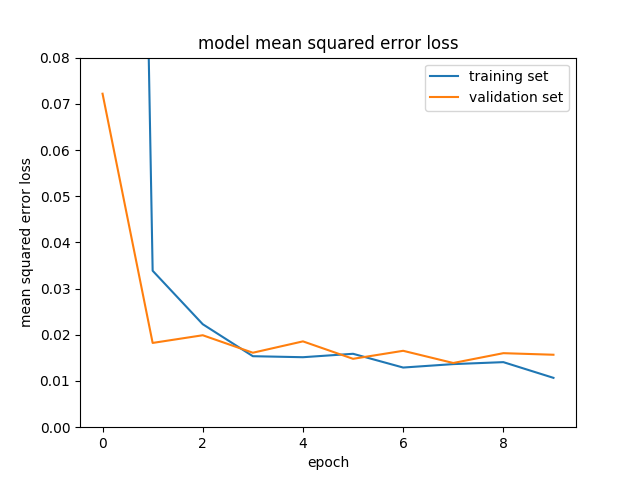 model mean squared error loss
training set
validation set
mean squared error loss
0.08
0.07
0.06
0.05
0.04
0.03
0.02
0.01
0.00
0 2 4 6 8
epoch